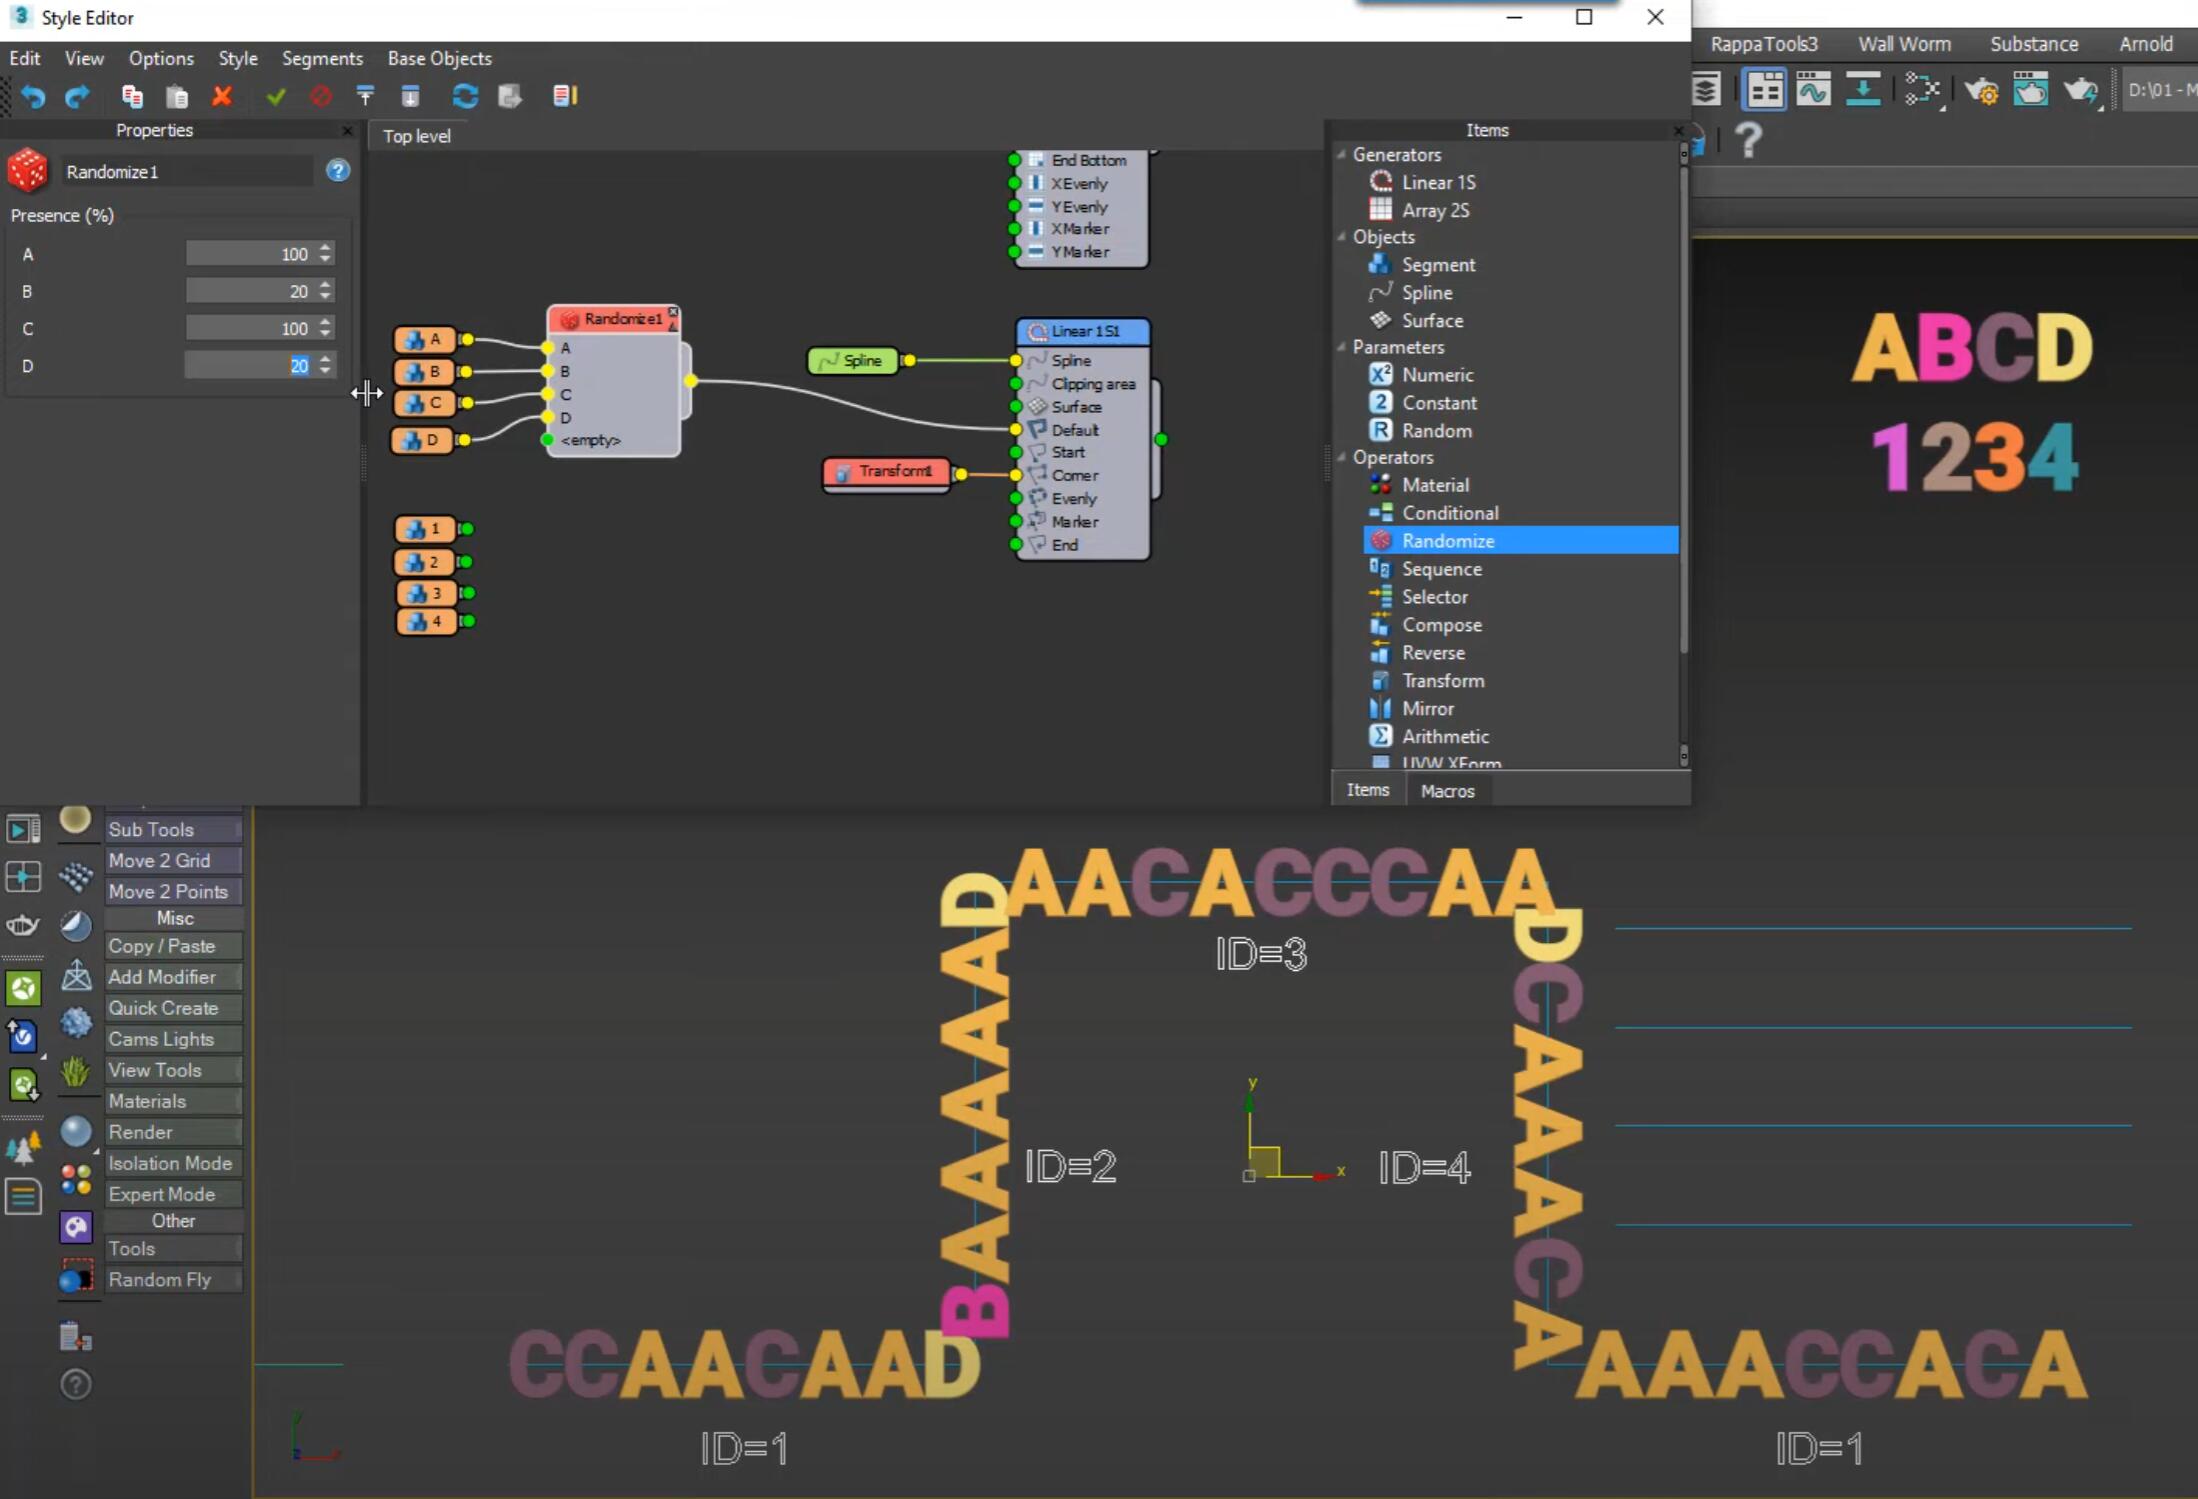 Style Editor
Edit View Options Style Segments Base Objects
RappaTools3 Wall Worm Substance Arnold
D:\01 - M
Properties
Randomize1
Presence (%)
A 100
B 20
C 100
D 20
Top level
End Bottom
XEvenly
YEvenly
XMarker
YMarker
A
B
C
D
Randomize1
A
B
C
D
<empty>
1
2
3
4
Spline
Transform1
Linear 1S1
Spline
Clipping area
Surface
Default
Start
Corner
Evenly
Marker
End
Items
Generators
Linear 1S
Array 2S
Objects
Segment
Spline
Surface
Parameters
X² Numeric
2 Constant
R Random
Operators
Material
Conditional
Randomize
Sequence
Selector
Compose
Reverse
Transform
Mirror
Σ Arithmetic
UVW XForm
Items Macros
ABCD
1234
Sub Tools
Move 2 Grid
Move 2 Points
Misc
Copy / Paste
Add Modifier
Quick Create
Cams Lights
View Tools
Materials
Render
Isolation Mode
Expert Mode
Other
Tools
Random Fly
CCAACAAD
ID=1
BAAAAAD
ID=2
AACACCCAA
ID=3
DCAAACA
ID=4
AAACCACA
ID=1
y
x